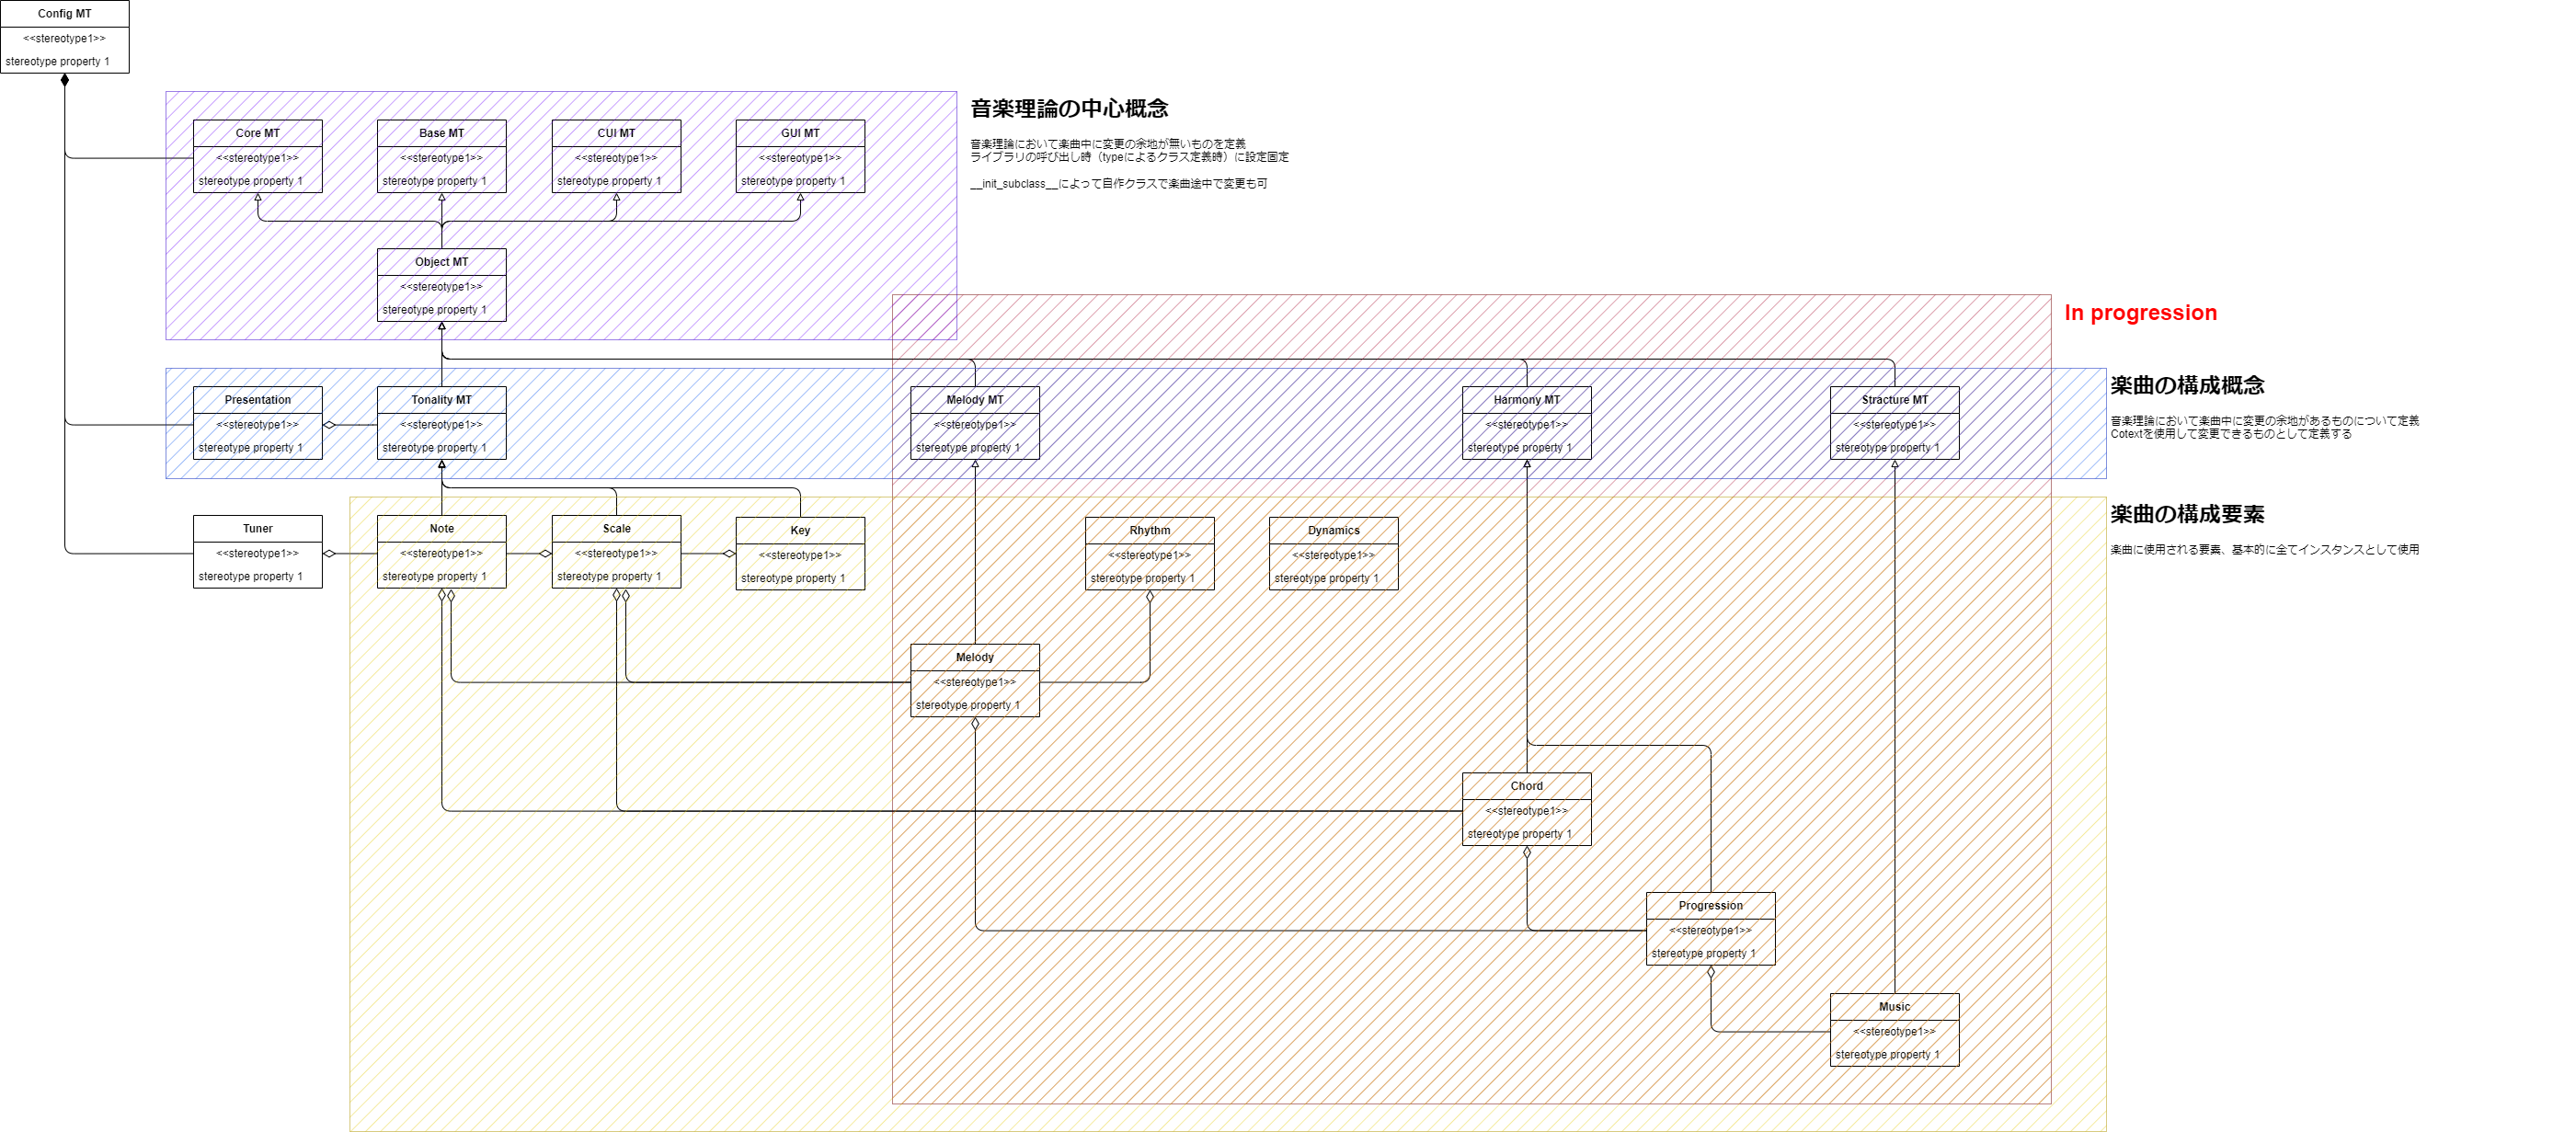 Config MT
<<stereotype1>>
stereotype property 1
音楽理論の中心概念
音楽理論において楽曲中に変更の余地が無いものを定義
ライブラリの呼び出し時（typeによるクラス定義時）に設定固定
__init_subclass__によって自作クラスで楽曲途中で変更も可
Core MT
<<stereotype1>>
stereotype property 1
Base MT
<<stereotype1>>
stereotype property 1
CUI MT
<<stereotype1>>
stereotype property 1
GUI MT
<<stereotype1>>
stereotype property 1
Object MT
<<stereotype1>>
stereotype property 1
In progression
Presentation
<<stereotype1>>
stereotype property 1
Tonality MT
<<stereotype1>>
stereotype property 1
Melody MT
<<stereotype1>>
stereotype property 1
Harmony MT
<<stereotype1>>
stereotype property 1
Stracture MT
<<stereotype1>>
stereotype property 1
楽曲の構成概念
音楽理論において楽曲中に変更の余地があるものについて定義
Cotextを使用して変更できるものとして定義する
Tuner
<<stereotype1>>
stereotype property 1
Note
<<stereotype1>>
stereotype property 1
Scale
<<stereotype1>>
stereotype property 1
Key
<<stereotype1>>
stereotype property 1
Rhythm
<<stereotype1>>
stereotype property 1
Dynamics
<<stereotype1>>
stereotype property 1
楽曲の構成要素
楽曲に使用される要素、基本的に全てインスタンスとして使用
Melody
<<stereotype1>>
stereotype property 1
Chord
<<stereotype1>>
stereotype property 1
Progression
<<stereotype1>>
stereotype property 1
Music
<<stereotype1>>
stereotype property 1